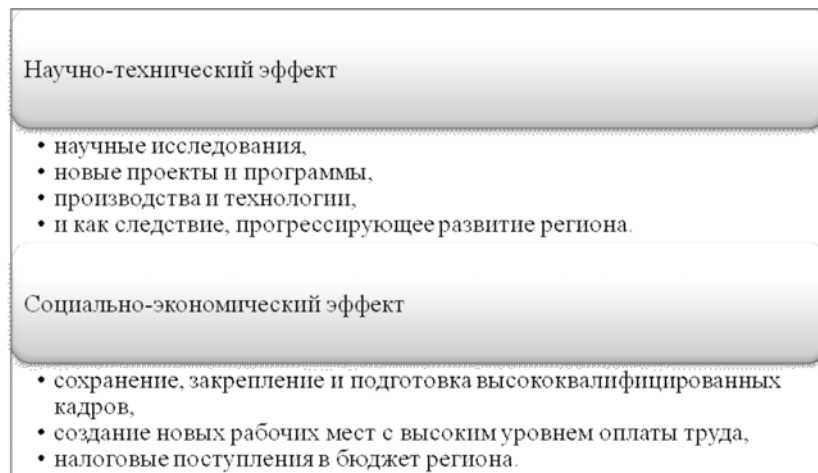 Научно-технический эффект
• научные исследования,
• новые проекты и программы,
• производства и технологии,
• и как следствие, прогрессирующее развитие региона.
Социально-экономический эффект
• сохранение, закрепление и подготовка высококвалифицированных
кадров,
• создание новых рабочих мест с высоким уровнем оплаты труда,
• налоговые поступления в бюджет региона.